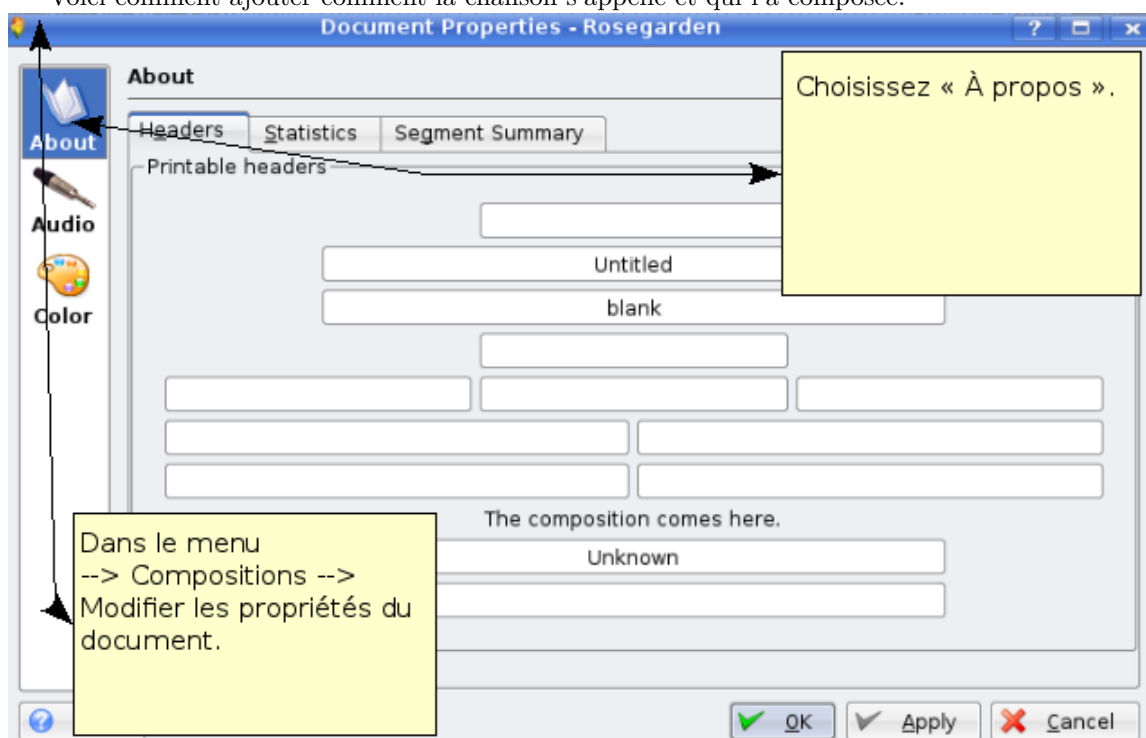 Voici comment ajouter comment la chanson s'appelle et qui l'a composée.
Document Properties - Rosegarden
About
Choisissez « À propos ».
Headers Statistics Segment Summary
About
Printable headers
Audio
Untitled
Color
blank
The composition comes here.
Unknown
Dans le menu
--> Compositions -->
Modifier les propriétés du
document.
OK Apply Cancel